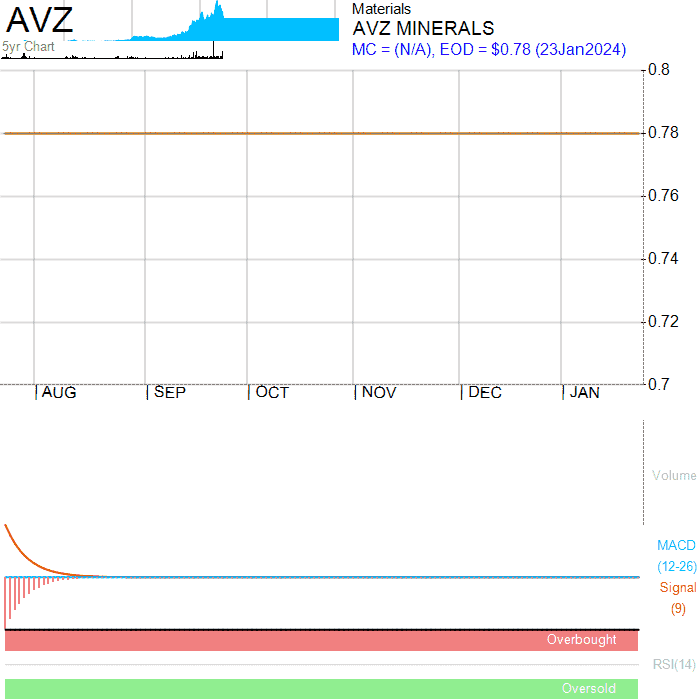 AVZ
5yr Chart
Materials
AVZ MINERALS
MC = (N/A), EOD = $0.78 (23Jan2024)
0.8
0.78
0.76
0.74
0.72
0.7
AUG SEP OCT NOV DEC JAN
Volume
MACD
(12-26)
Signal
(9)
Overbought
RSI(14)
Oversold